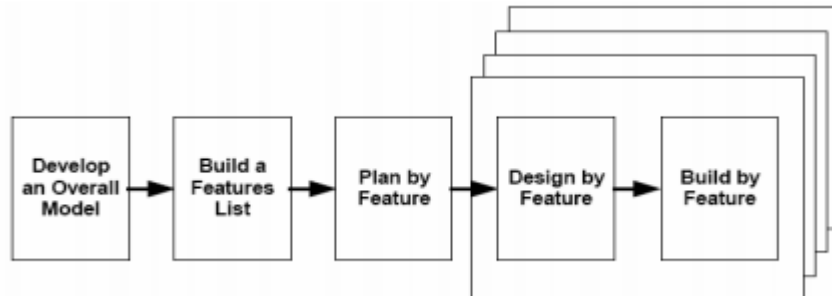 Develop
an Overall
Model
Build a
Features
List
Plan by
Feature
Design by
Feature
Build by
Feature